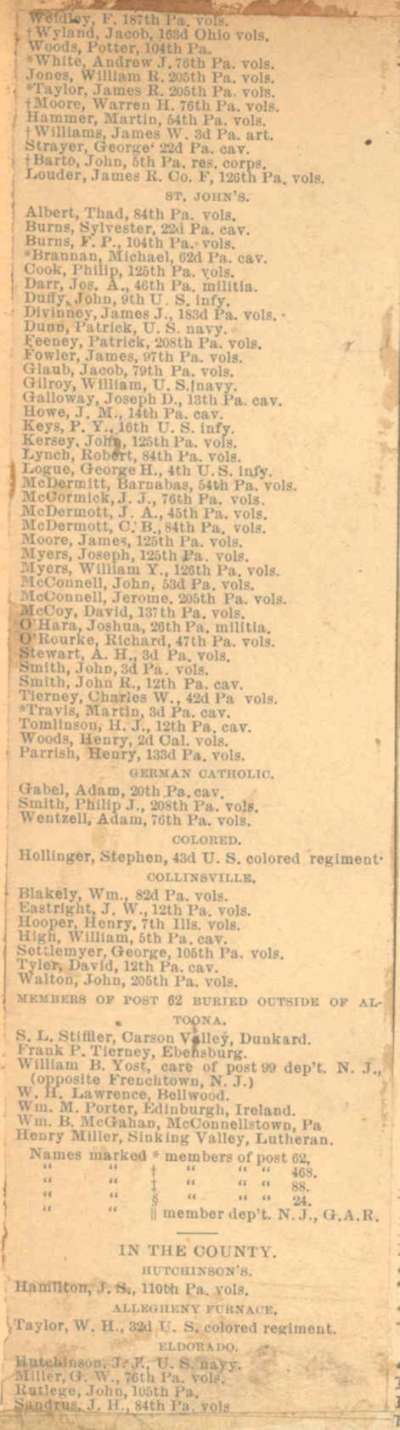 Weidley, F. 187th Pa. vols.
†Wyland, Jacob, 163d Ohio vols.
Woods, Potter, 104th Pa.
*White, Andrew J. 76th Pa. vols.
Jones, William R. 205th Pa. vols.
*Taylor, James R. 205th Pa. vols.
†Moore, Warren H. 76th Pa. vols.
Hammer, Martin, 54th Pa. vols.
†Williams, James W. 3d Pa. art.
Strayer, George 22d Pa. cav.
†Barto, John, 5th Pa. res. corps.
Louder, James R. Co. F, 126th Pa. vols.
ST. JOHN'S.
Albert, Thad, 84th Pa. vols.
Burns, Sylvester, 22d Pa. cav.
Burns, F. P., 104th Pa. vols.
*Brannan, Michael, 62d Pa. cav.
Cook, Philip, 125th Pa. vols.
Darr, Jos. A., 46th Pa. militia.
Duffy, John, 9th U. S. infy.
Divinney, James J., 183d Pa. vols.
Dunn, Patrick, U. S. navy.
Feeney, Patrick, 208th Pa. vols.
Fowler, James, 97th Pa. vols.
Glaub, Jacob, 79th Pa. vols.
Gilroy, William, U. S. navy.
Galloway, Joseph D., 13th Pa. cav.
Howe, J. M., 14th Pa. cav.
Keys, P. Y., 16th U. S. infy.
Kersey, John, 125th Pa. vols.
Lynch, Robert, 84th Pa. vols.
Logue, George H., 4th U. S. infy.
McDermitt, Barnabas, 54th Pa. vols.
McCormick, J. J., 76th Pa. vols.
McDermott, J. A., 45th Pa. vols.
McDermott, C. B., 84th Pa. vols.
Moore, James, 125th Pa. vols.
Myers, Joseph, 125th Pa. vols.
Myers, William Y., 126th Pa. vols.
McConnell, John, 53d Pa. vols.
McConnell, Jerome. 205th Pa. vols.
McCoy, David, 137th Pa. vols.
O'Hara, Joshua, 26th Pa. militia.
O'Rourke, Richard, 47th Pa. vols.
Stewart, A. H., 3d Pa. vols.
Smith, John, 3d Pa. vols.
Smith, John R., 12th Pa. cav.
Tierney, Charles W., 42d Pa vols.
*Travis, Martin, 3d Pa. cav.
Tomlinson, H. J., 12th Pa. cav.
Woods, Henry, 2d Cal. vols.
Parrish, Henry, 133d Pa. vols.
GERMAN CATHOLIC.
Gabel, Adam, 20th Pa. cav.
Smith, Philip J., 208th Pa. vols.
Wentzell, Adam, 76th Pa. vols.
COLORED.
Hollinger, Stephen, 43d U. S. colored regiment.
COLLINSVILLE.
Blakely, Wm., 82d Pa. vols.
Eastright, J. W., 12th Pa. vols.
Hooper, Henry, 7th Ills. vols.
High, William, 5th Pa. cav.
Settlemyer, George, 105th Pa. vols.
Tyler, David, 12th Pa. cav.
Walton, John, 205th Pa. vols.
MEMBERS OF POST 62 BURIED OUTSIDE OF AL-
TOONA.
S. L. Stiffler, Carson Valley, Dunkard.
Frank P. Tierney, Ebensburg.
William B. Yost, care of post 99 dep't. N. J.,
(opposite Frenchtown, N. J.)
W. H. Lawrence, Bellwood.
Wm. M. Porter, Edinburgh, Ireland.
Wm. B. McGahan, McConnellstown, Pa
Henry Miller, Sinking Valley, Lutheran.
Names marked * members of post 62.
" " † " " " 468.
" " ‡ " " " 88.
" " § " " " 24.
" " ‖ member dep't. N. J., G.A.R.
IN THE COUNTY.
HUTCHINSON'S.
Hamilton, J. S., 110th Pa. vols.
ALLEGHENY FURNACE.
Taylor, W. H., 32d U. S. colored regiment.
ELDORADO.
Hutchinson, J. F., U. S. navy.
Miller, G. W., 76th Pa. vols.
Rutlege, John, 105th Pa.
Sandrus, J. H., 84th Pa. vols